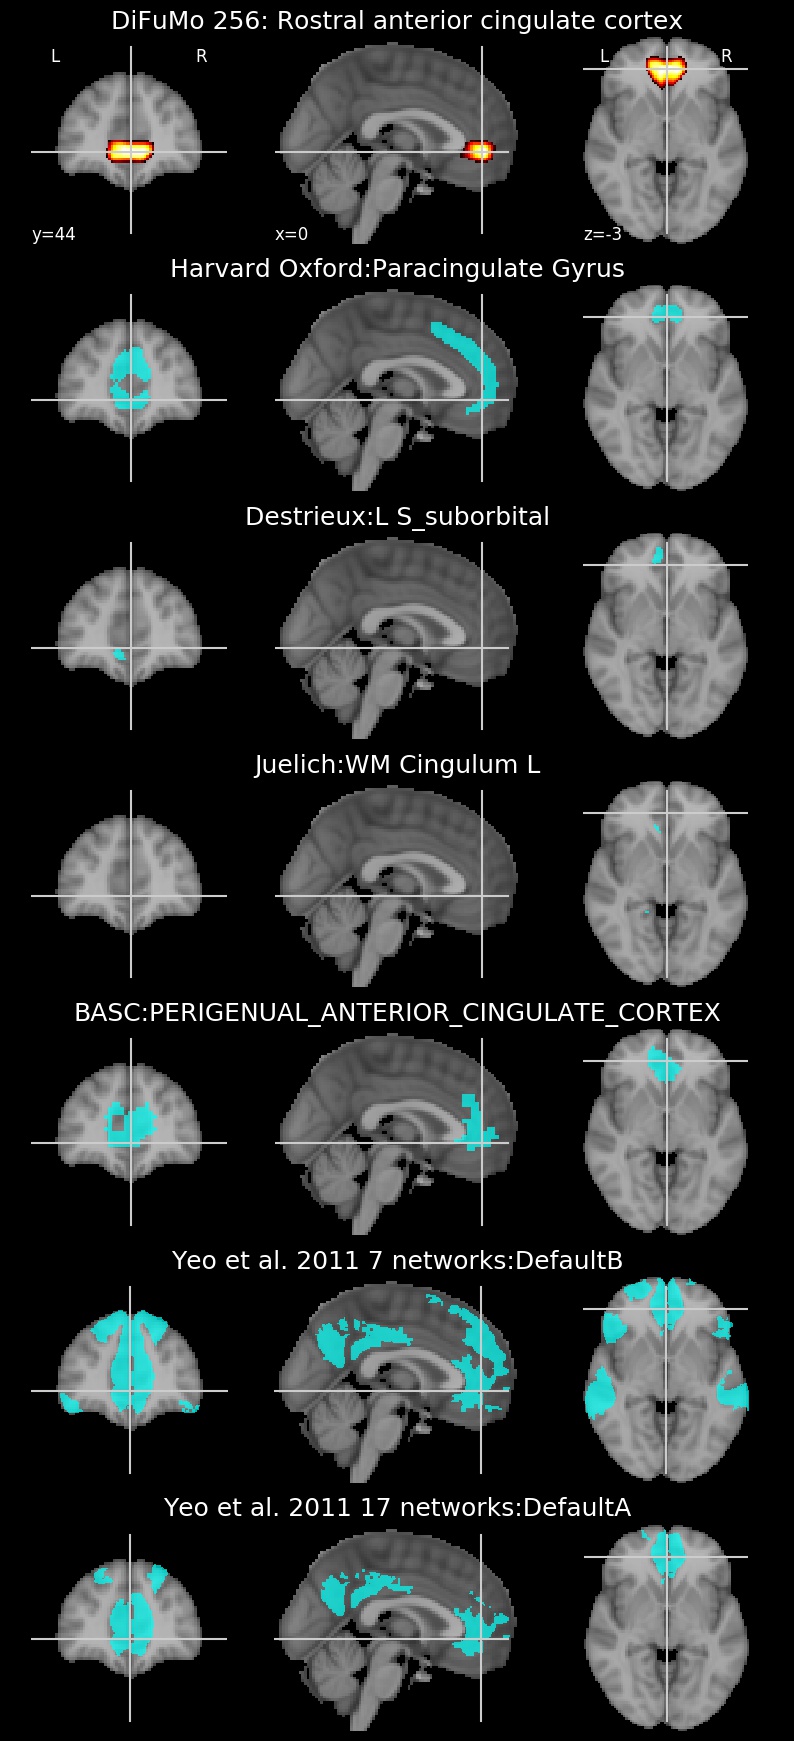 DiFuMo 256: Rostral anterior cingulate cortex
L R L R
y=44 x=0 z=-3
Harvard Oxford:Paracingulate Gyrus
Destrieux:L S_suborbital
Juelich:WM Cingulum L
BASC:PERIGENUAL_ANTERIOR_CINGULATE_CORTEX
Yeo et al. 2011 7 networks:DefaultB
Yeo et al. 2011 17 networks:DefaultA